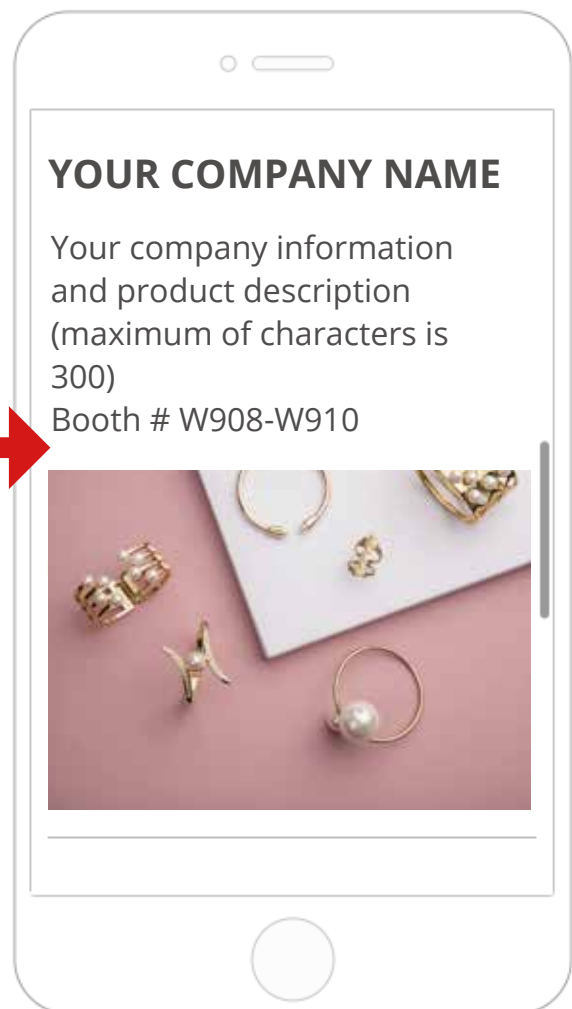 YOUR COMPANY NAME
Your company information
and product description
(maximum of characters is
300)
Booth # W908-W910